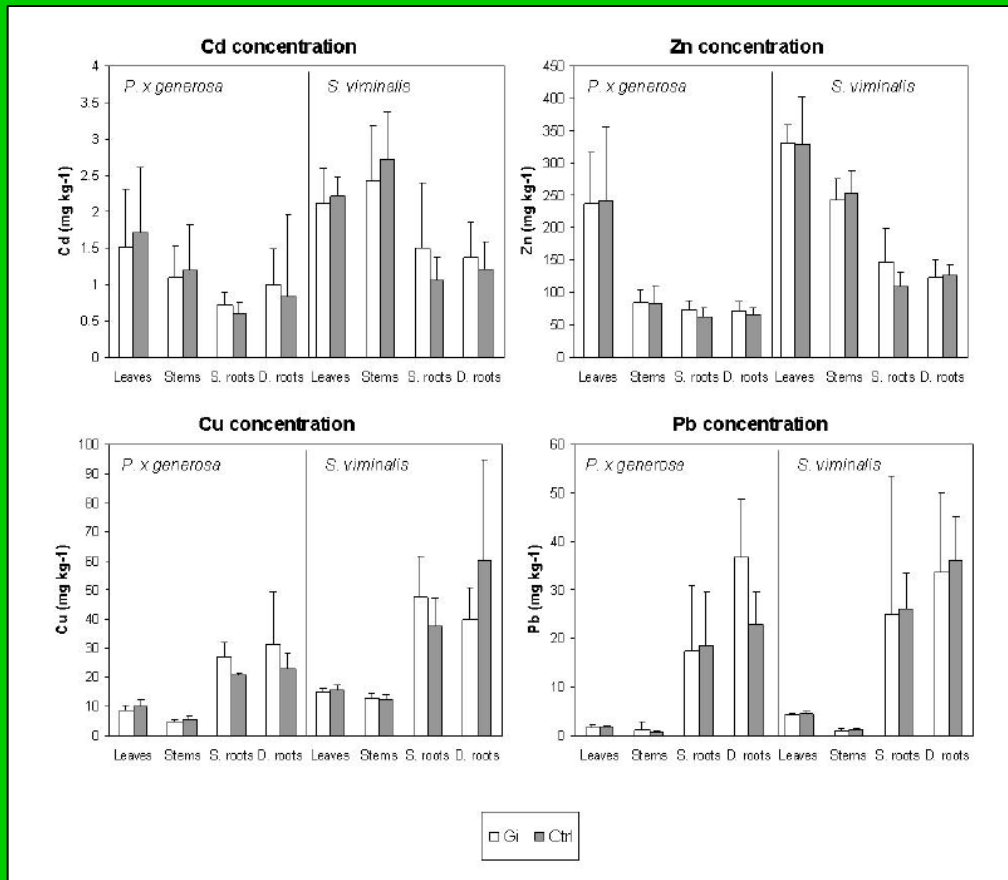 Cd concentration
4
3.5
3
2.5
2
1.5
1
0.5
0
Cd (mg kg-1)
P. x generosa
S. viminalis
Leaves Stems S. roots D. roots Leaves Stems S. roots D. roots
Zn concentration
450
400
350
300
250
200
150
100
50
0
Zn (mg kg-1)
P. x generosa
S. viminalis
Leaves Stems S. roots D. roots Leaves Stems S. roots D. roots
Cu concentration
100
90
80
70
60
50
40
30
20
10
0
Cu (mg kg-1)
P. x generosa
S. viminalis
Leaves Stems S. roots D. roots Leaves Stems S. roots D. roots
Pb concentration
60
50
40
30
20
10
0
Pb (mg kg-1)
P. x generosa
S. viminalis
Leaves Stems S. roots D. roots Leaves Stems S. roots D. roots
Gi Ctrl